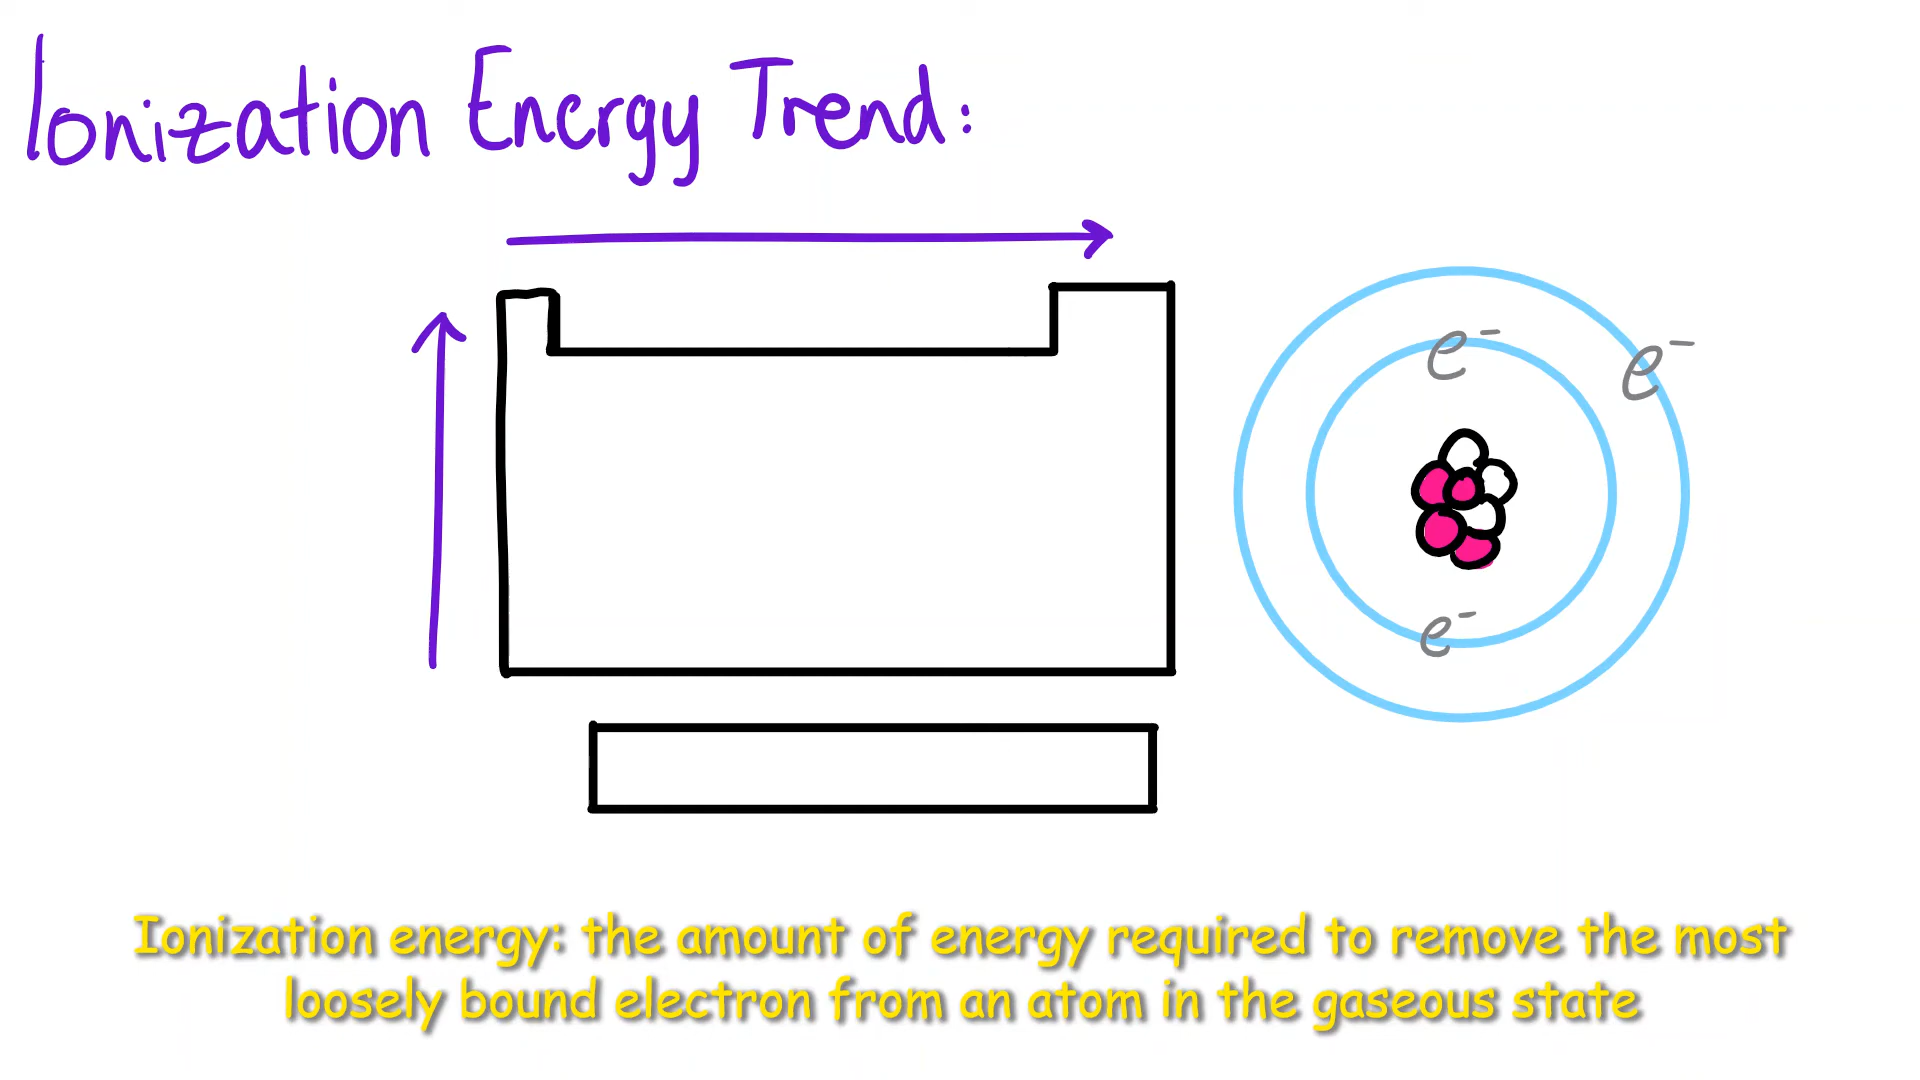 Ionization Energy Trend:
e⁻
e⁻
e⁻
Ionization energy: the amount of energy required to remove the most
loosely bound electron from an atom in the gaseous state